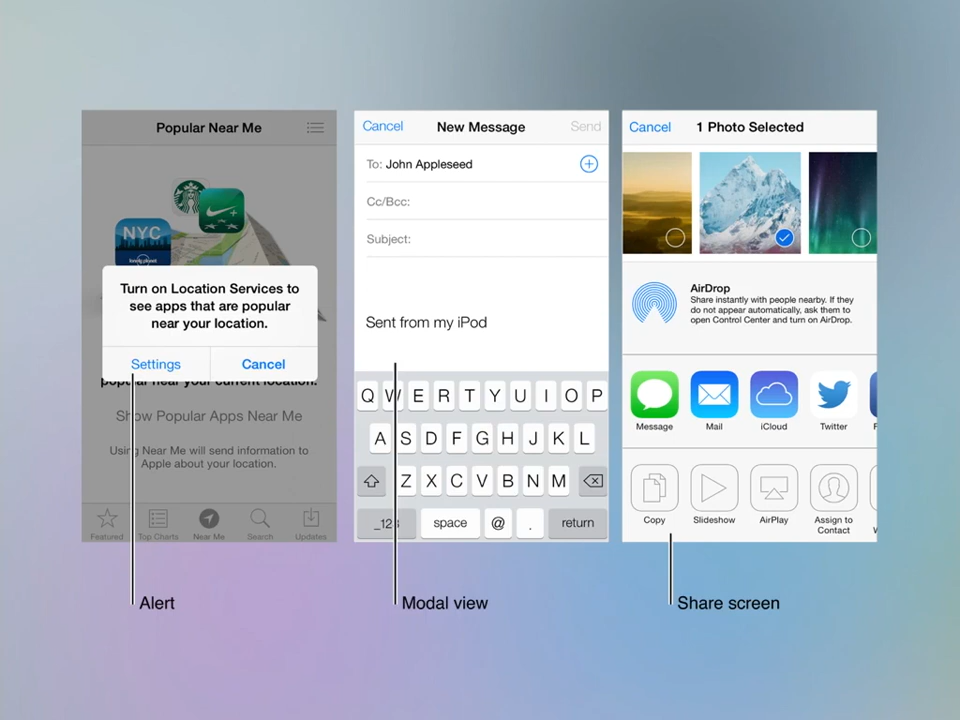 Popular Near Me
NYC
lonely planet
Turn on Location Services to
see apps that are popular
near your location.
Settings
Cancel
popular near your current location.
Show Popular Apps Near Me
Using Near Me will send information to
Apple about your location.
Featured
Top Charts
Near Me
Search
Updates
Alert
Cancel
New Message
Send
To: John Appleseed
Cc/Bcc:
Subject:
Sent from my iPod
Q W E R T Y U I O P
A S D F G H J K L
Z X C V B N M
_123
space
@
.
return
Modal view
Cancel
1 Photo Selected
AirDrop
Share instantly with people nearby. If they
do not appear automatically, ask them to
open Control Center and turn on AirDrop.
Message
Mail
iCloud
Twitter
F
Copy
Slideshow
AirPlay
Assign to
Contact
W
Share screen